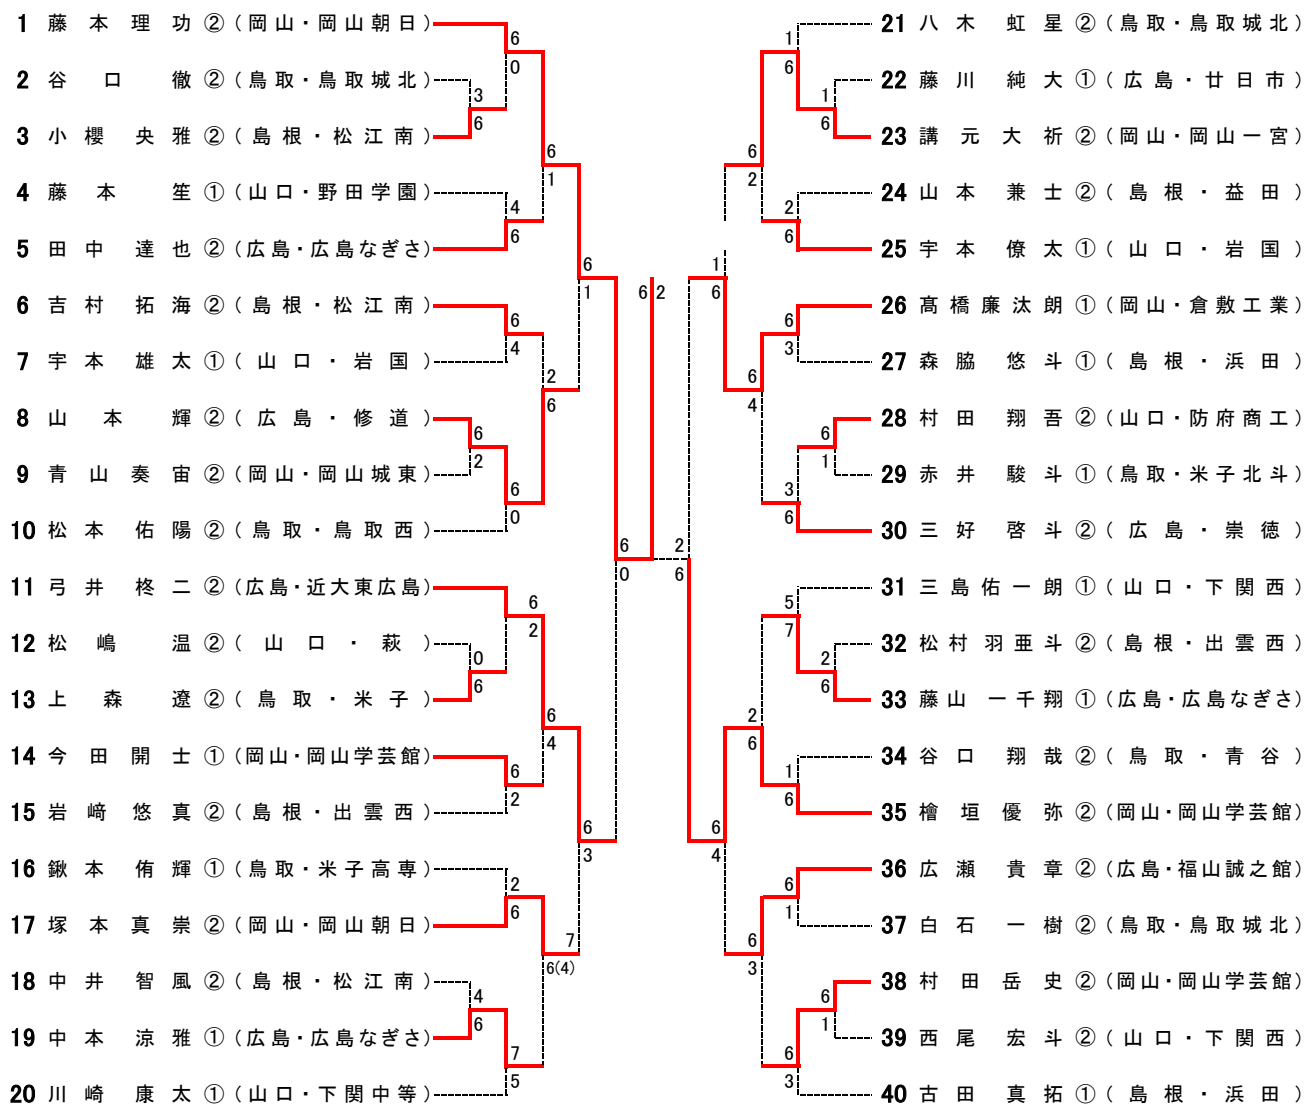 1 藤本理功 ② (岡山・岡山朝日)
2 谷口徹 ② (鳥取・鳥取城北)
3 小櫻央雅 ② (島根・松江南)
4 藤本笙 ① (山口・野田学園)
5 田中達也 ② (広島・広島なぎさ)
6 吉村拓海 ② (島根・松江南)
7 宇本雄太 ① (山口・岩国)
8 山本輝 ② (広島・修道)
9 青山奏宙 ② (岡山・岡山城東)
10 松本佑陽 ② (鳥取・鳥取西)
11 弓井柊二 ② (広島・近大東広島)
12 松嶋温 ② (山口・萩)
13 上森遼 ② (鳥取・米子)
14 今田開士 ① (岡山・岡山学芸館)
15 岩﨑悠真 ② (島根・出雲西)
16 鍬本侑輝 ① (鳥取・米子高専)
17 塚本真崇 ② (岡山・岡山朝日)
18 中井智風 ② (島根・松江南)
19 中本涼雅 ① (広島・広島なぎさ)
20 川崎康太 ① (山口・下関中等)
6
0
3
6
6
1
4
6
6
1
6
4
2
6
6
2
6
0
6
0
6
2
0
6
6
4
6
2
6
3
2
6
7
6(4)
4
6
7
5
6 2
2
6
21 八木虹星 ② (鳥取・鳥取城北)
22 藤川純大 ① (広島・廿日市)
23 講元大祈 ② (岡山・岡山一宮)
24 山本兼士 ② (島根・益田)
25 宇本僚太 ① (山口・岩国)
26 髙橋廉汰朗 ① (岡山・倉敷工業)
27 森脇悠斗 ① (島根・浜田)
28 村田翔吾 ② (山口・防府商工)
29 赤井駿斗 ① (鳥取・米子北斗)
30 三好啓斗 ② (広島・崇徳)
31 三島佑一朗 ① (山口・下関西)
32 松村羽亜斗 ② (島根・出雲西)
33 藤山一千翔 ① (広島・広島なぎさ)
34 谷口翔哉 ② (鳥取・青谷)
35 檜垣優弥 ② (岡山・岡山学芸館)
36 広瀬貴章 ② (広島・福山誠之館)
37 白石一樹 ② (鳥取・鳥取城北)
38 村田岳史 ② (岡山・岡山学芸館)
39 西尾宏斗 ② (山口・下関西)
40 古田真拓 ① (島根・浜田)
1
6
1
6
6
2
2
6
1
6
6
3
6
4
6
1
3
6
5
7
2
6
2
6
1
6
6
4
6
1
6
3
6
1
6
3